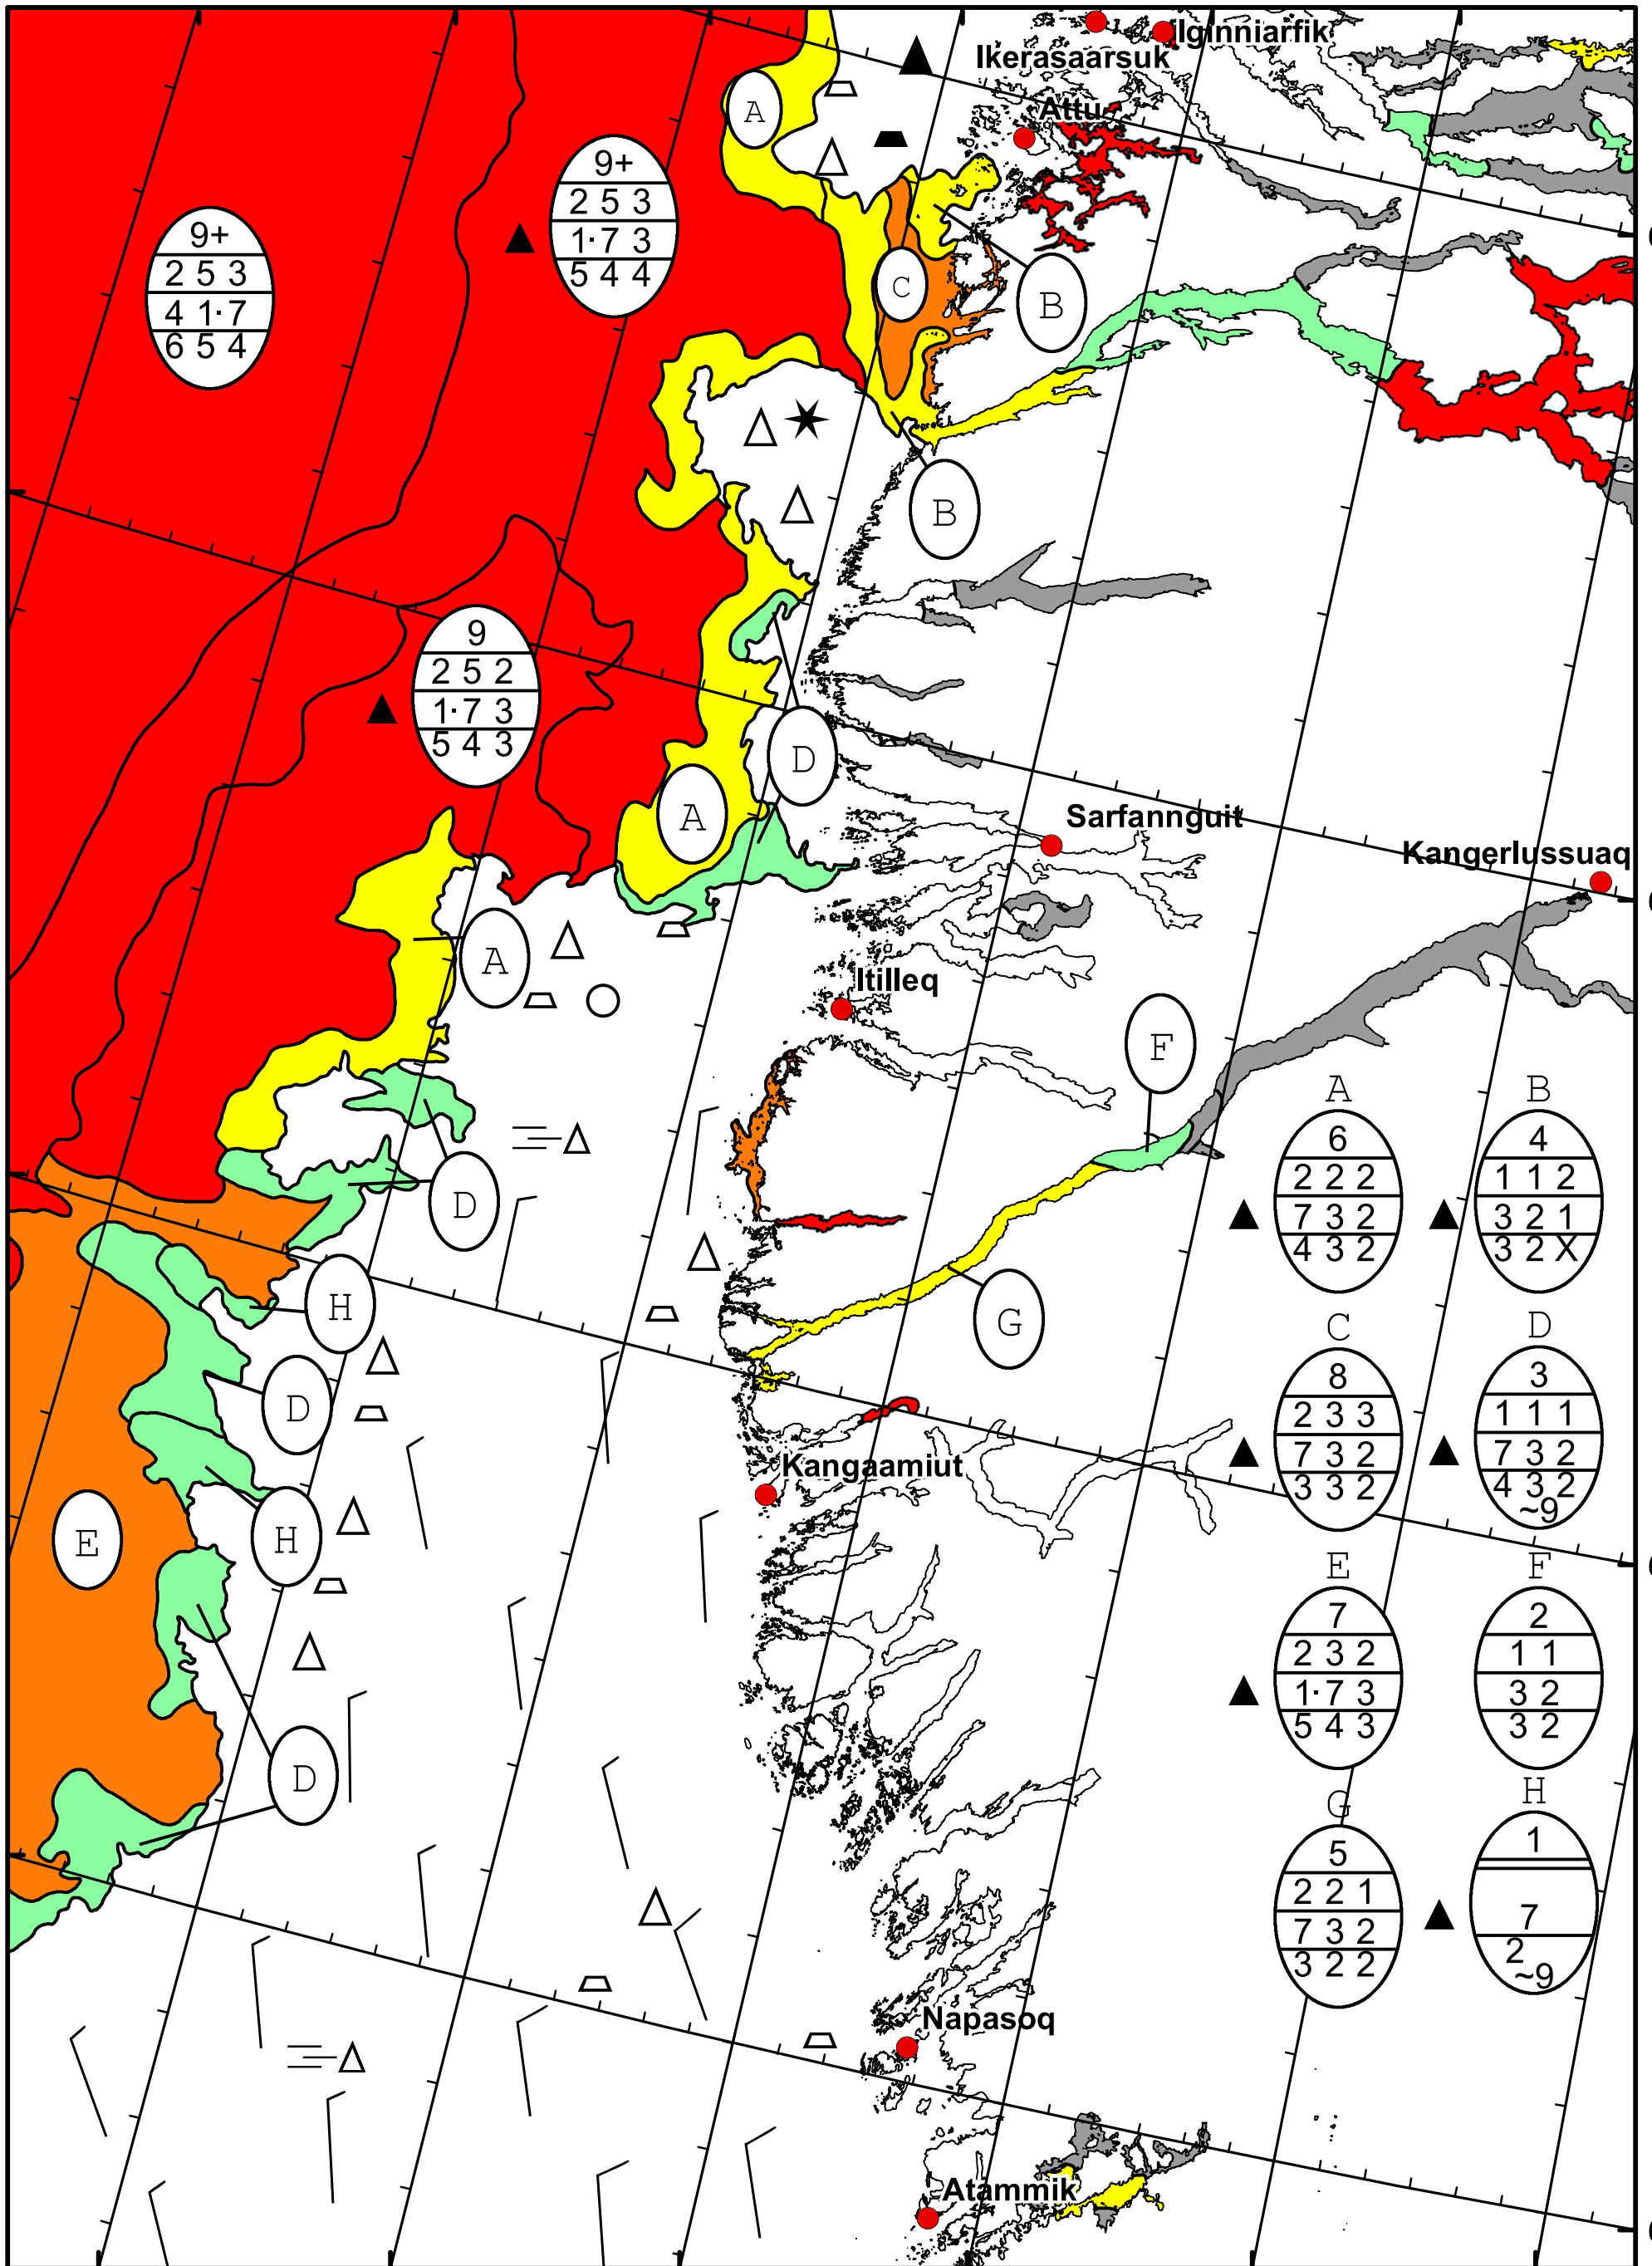 Iginniarfik
Ikerasaarsuk
A
Attu
9+
2 5 3
1·7 3
5 4 4
9+
2 5 3
4 1·7
6 5 4
C
B
B
9
2 5 2
1·7 3
5 4 3
D
A
Sarfannguit
Kangerlussuaq
A
Itilleq
F
D
H
G
D
Kangaamiut
E
H
D
A
6
2 2 2
7 3 2
4 3 2
B
4
1 1 2
3 2 1
3 2 X
C
8
2 3 3
7 3 2
3 3 2
D
3
1 1 1
7 3 2
4 3 2
~9
E
7
2 3 2
1·7 3
5 4 3
F
2
1 1
3 2
3 2
G
5
2 2 1
7 3 2
3 2 2
H
1
7
2
~9
Napasoq
Atammik